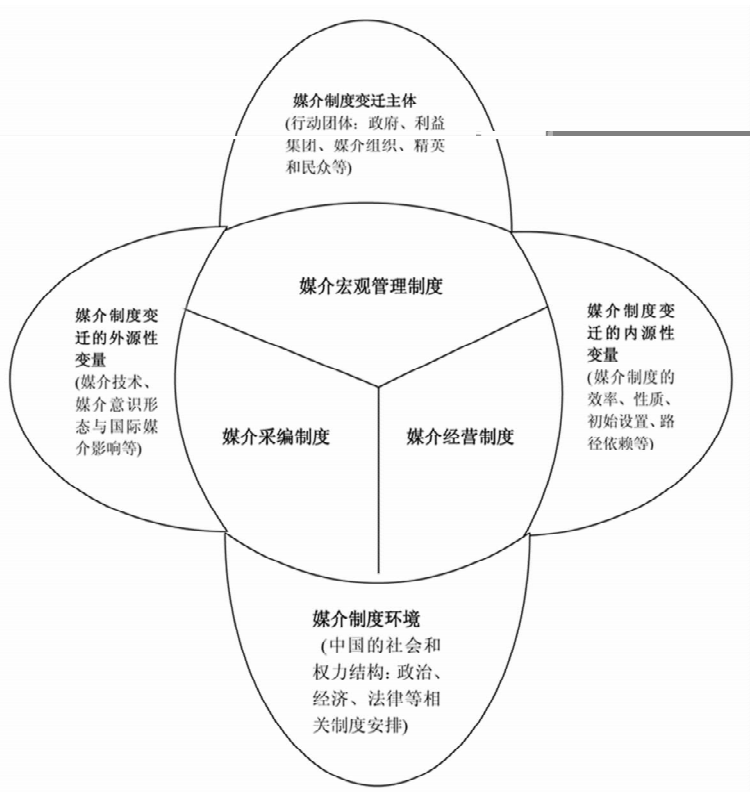 媒介制度变迁主体
(行动团体：政府、利益
集团、媒介组织、精英
和民众等)
媒介宏观管理制度
媒介制度变
迁的外源性
变量
(媒介技术、
媒介意识形
态与国际媒
介影响等)
媒介制度变
迁的内源性
变量
(媒介制度的
效率、性质、
初始设置、路
径依赖等)
媒介采编制度
媒介经营制度
媒介制度环境
(中国的社会和
权力结构：政治、
经济、法律等相
关制度安排)